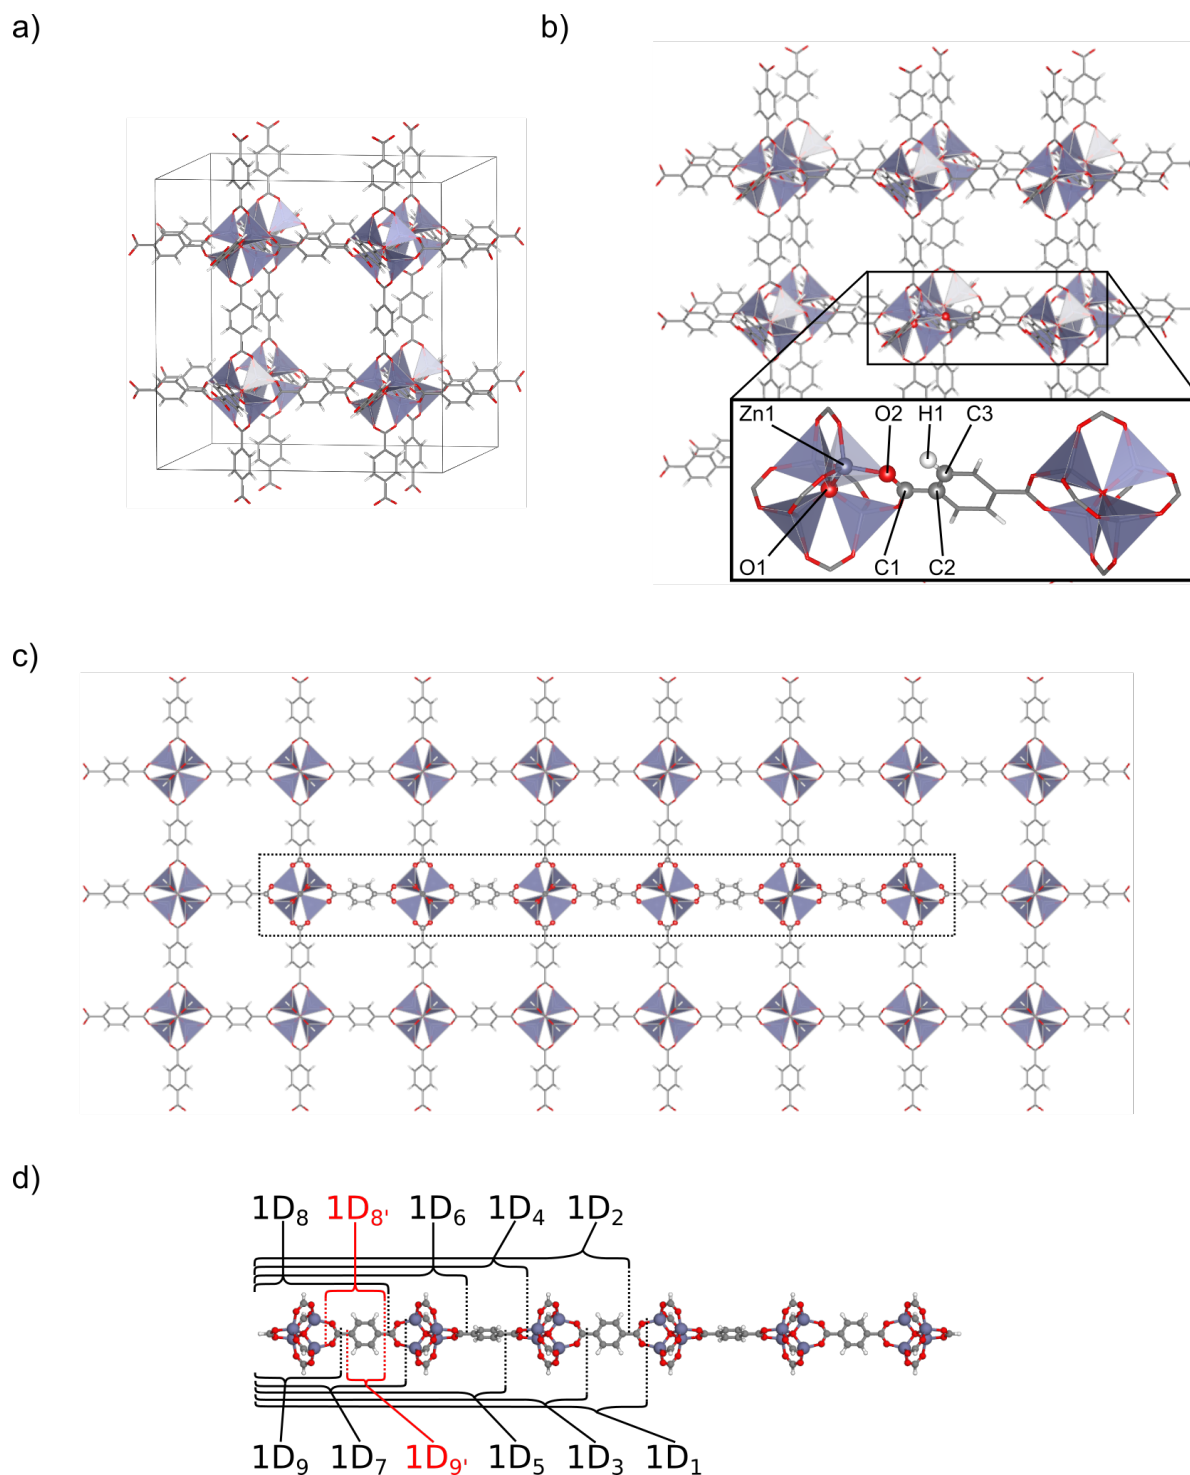 a)
b)
Zn1 O2 H1 C3
O1 C1 C2
c)
d)
1D₈ 1D₈' 1D₆ 1D₄ 1D₂
1D₉ 1D₇ 1D₉' 1D₅ 1D₃ 1D₁